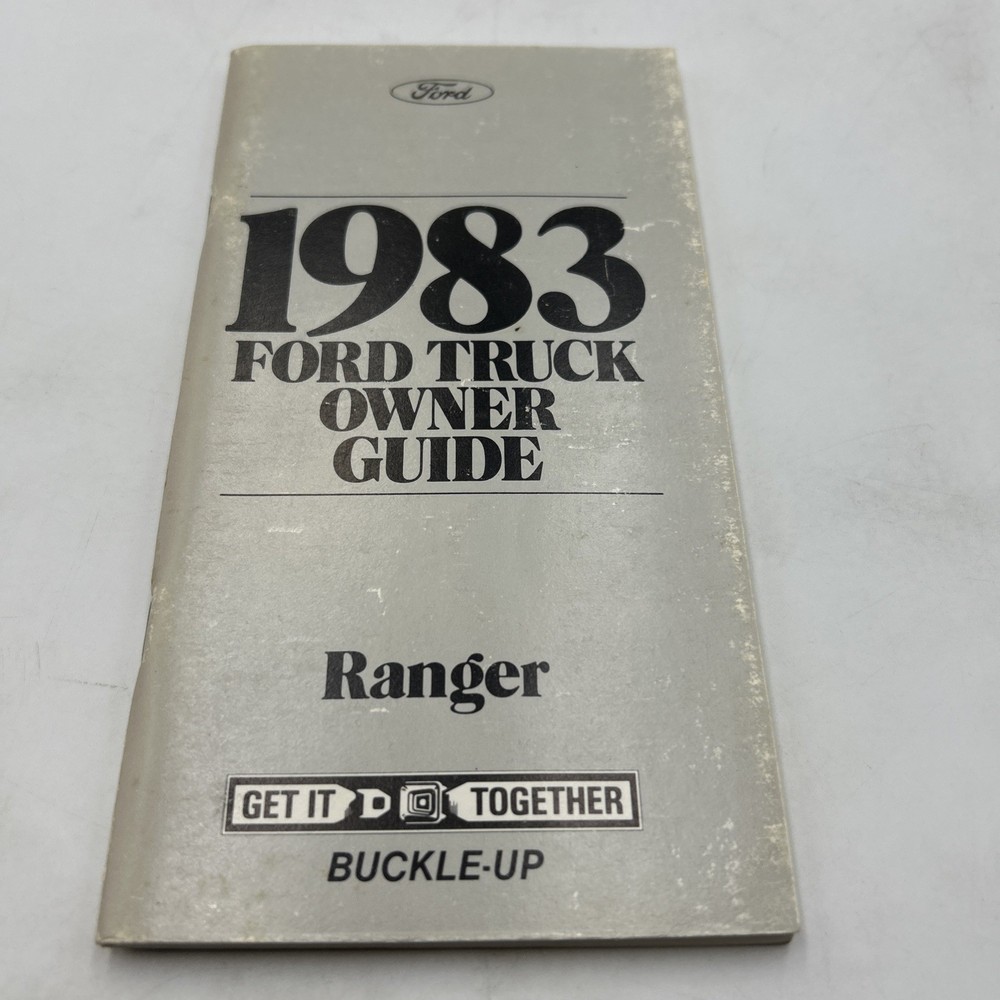 Ford
1983
FORD TRUCK
OWNER
GUIDE
Ranger
GET IT TOGETHER
BUCKLE-UP